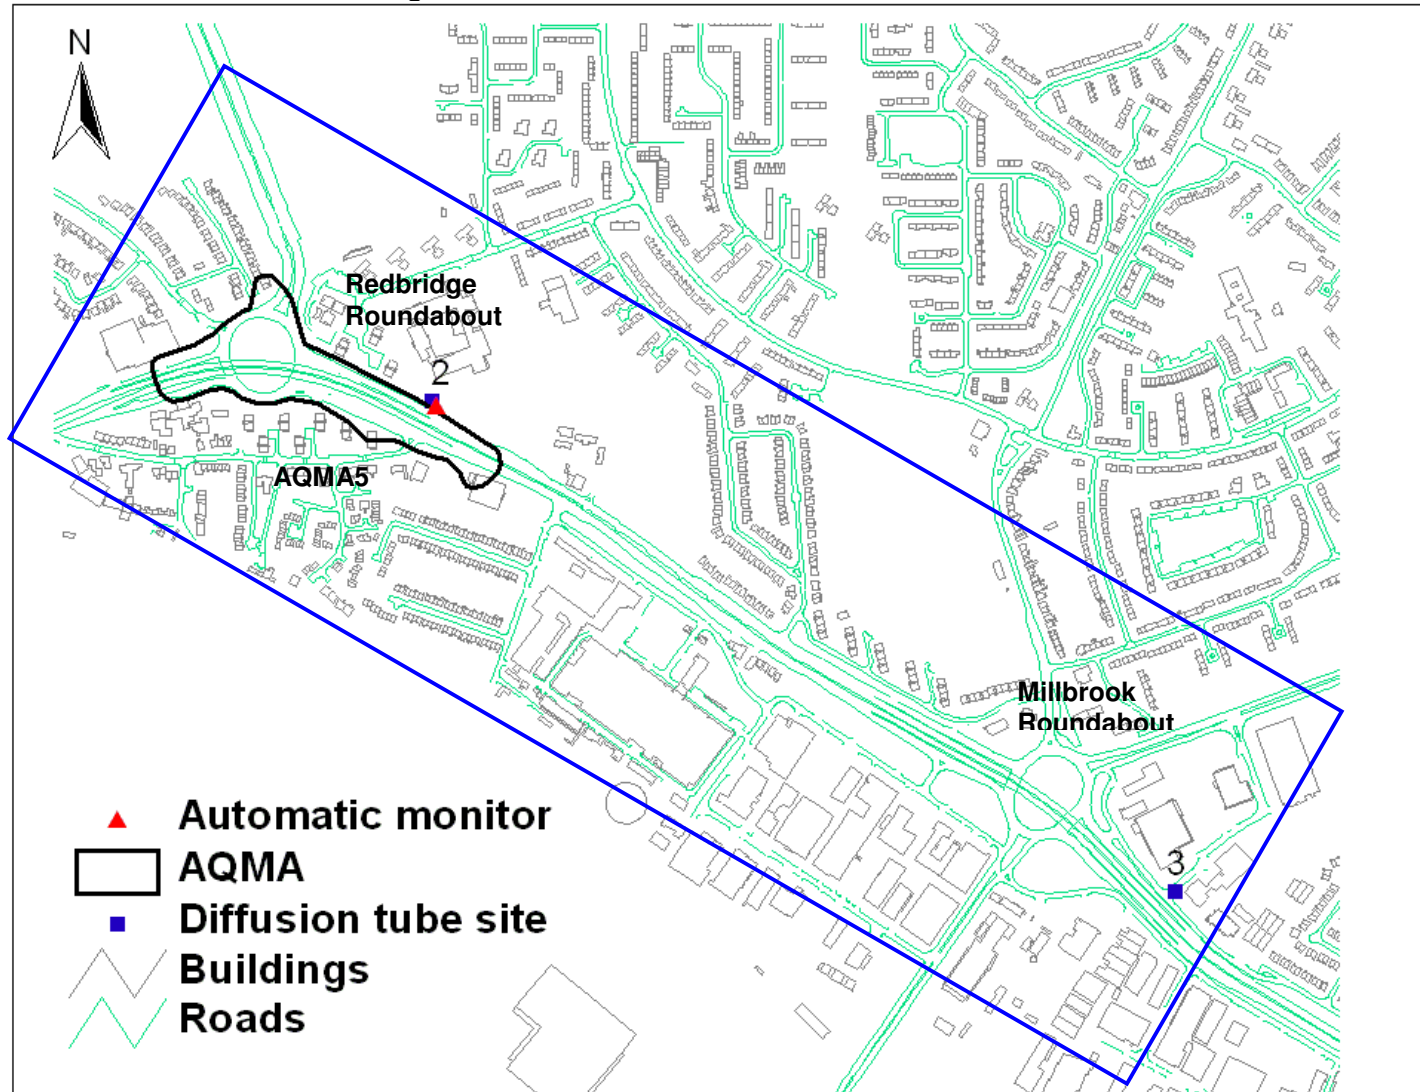 N
Redbridge
Roundabout
2
AQMA5
Millbrook
Roundabout
3
Automatic monitor
AQMA
Diffusion tube site
Buildings
Roads